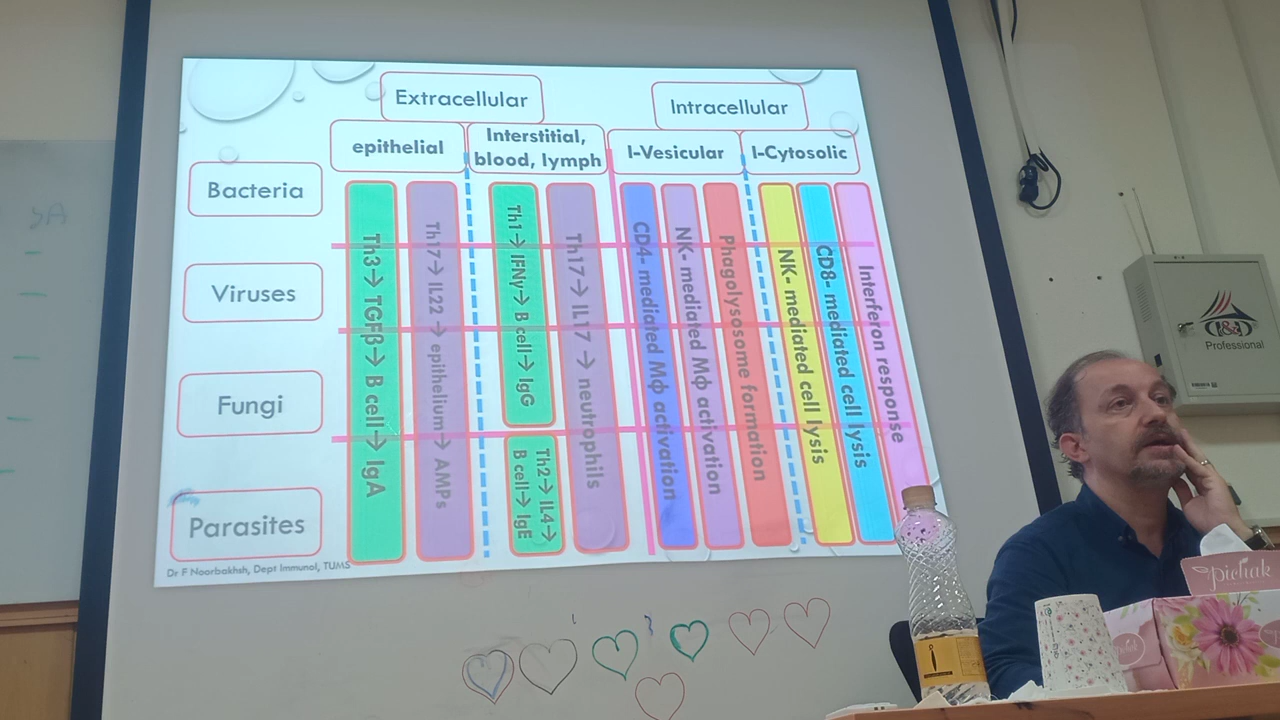 Extracellular
Intracellular
epithelial
Interstitial,
blood, lymph
I-Vesicular
I-Cytosolic
Bacteria
Viruses
Fungi
Parasites
Th3→ TGFβ→ B cell→ IgA
Th17→ IL22 → epithelium→ AMPs
Th1→ IFNγ→ B cell→ IgG
Th2→ IL4→
B cell→ IgE
Th17→ IL17 → neutrophils
CD4- mediated Mϕ activation
NK- mediated Mϕ activation
Phagolysosome formation
NK- mediated cell lysis
CD8- mediated cell lysis
Interferon response
Dr F Noorbakhsh, Dept Immunol, TUMS
Professional
pichak